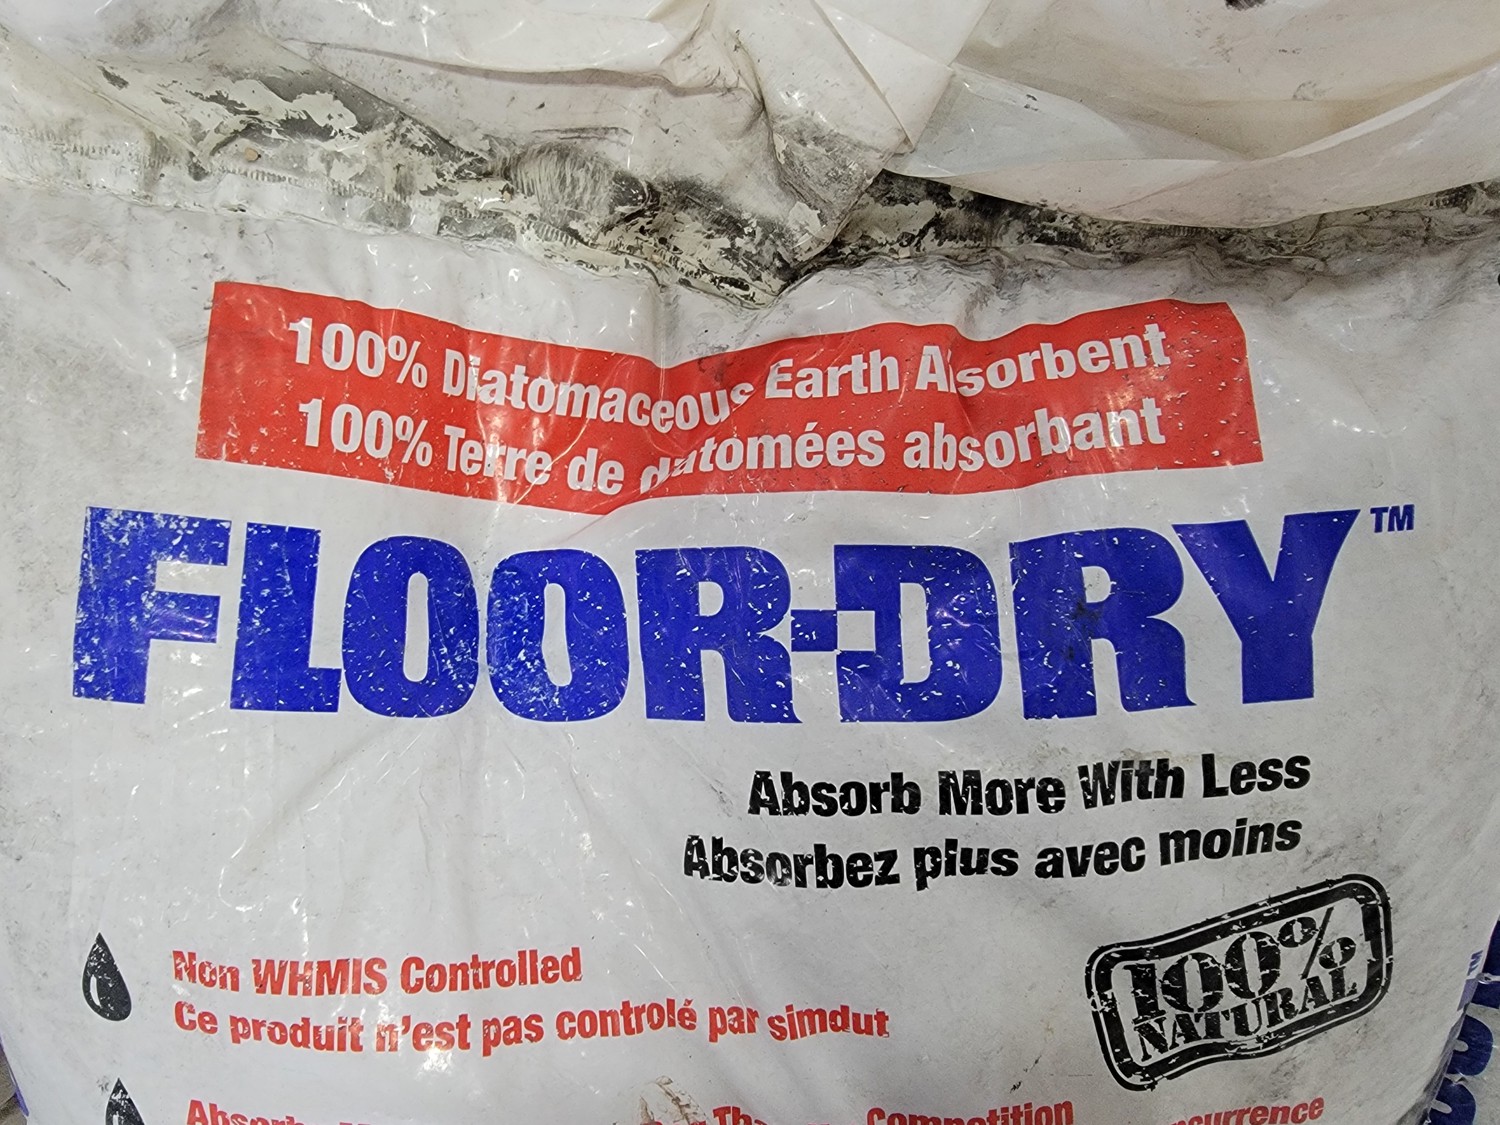 100% Diatomaceous Earth Absorbent
100% Terre de diatomées absorbant
FLOOR-DRY™
Absorb More With Less
Absorbez plus avec moins
100%
NATURAL
Non WHMIS Controlled
Ce produit n'est pas controlé par simdut
Competition